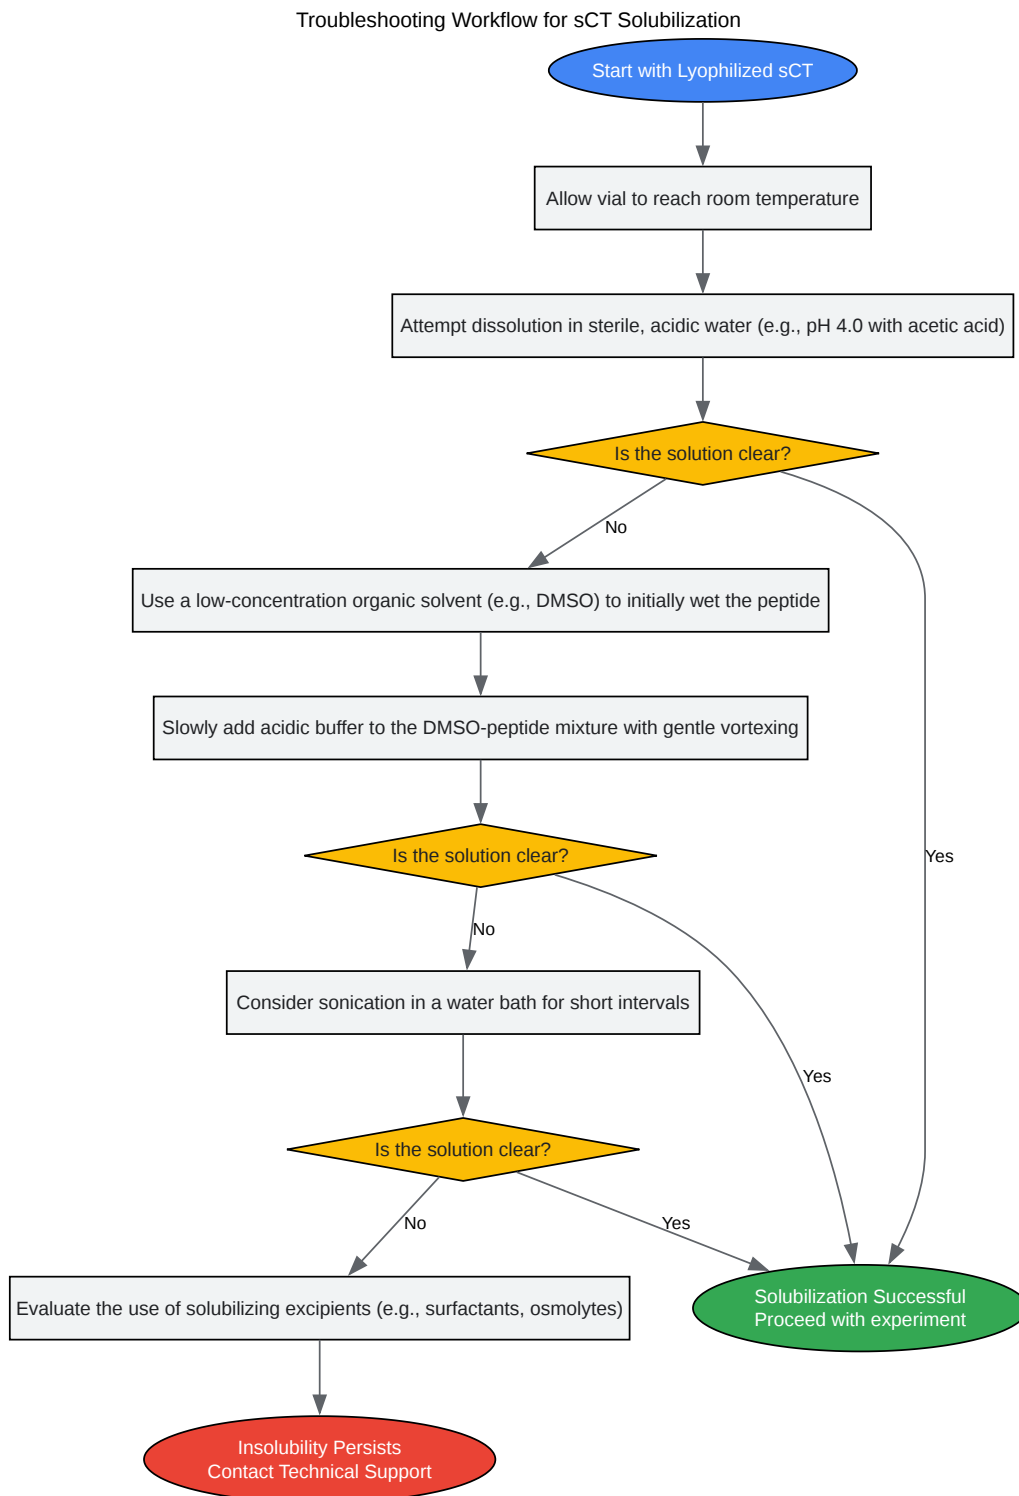 Troubleshooting Workflow for sCT Solubilization
Start with Lyophilized sCT
Allow vial to reach room temperature
Attempt dissolution in sterile, acidic water (e.g., pH 4.0 with acetic acid)
Is the solution clear?
No
Use a low-concentration organic solvent (e.g., DMSO) to initially wet the peptide
Slowly add acidic buffer to the DMSO-peptide mixture with gentle vortexing
Is the solution clear?
Yes
No
Consider sonication in a water bath for short intervals
Yes
Is the solution clear?
No
Yes
Evaluate the use of solubilizing excipients (e.g., surfactants, osmolytes)
Solubilization Successful
Proceed with experiment
Insolubility Persists
Contact Technical Support